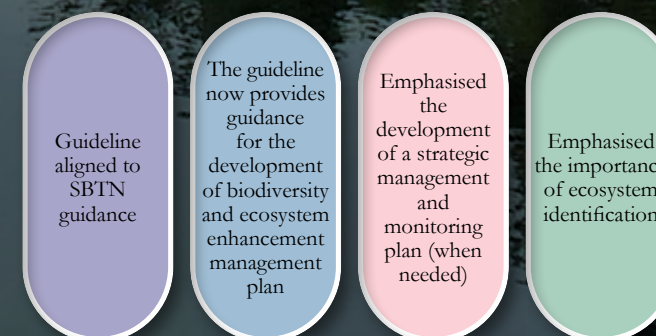 Guideline
aligned to
SBTN
guidance
The guideline
now provides
guidance
for the
development
of biodiversity
and ecosystem
enhancement
management
plan
Emphasised
the
development
of a strategic
management
and
monitoring
plan (when
needed)
Emphasised
the importanc
of ecosystem
identification